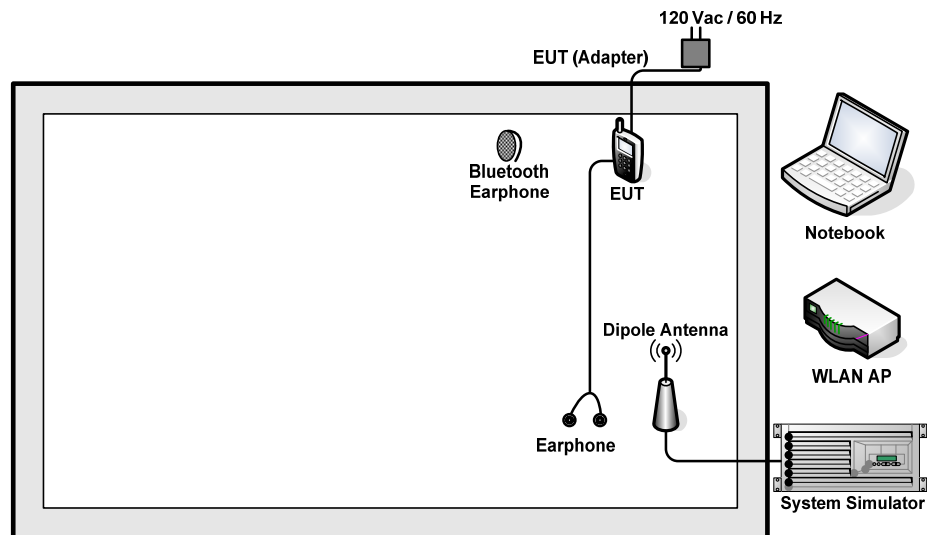 120 Vac / 60 Hz
EUT (Adapter)
Bluetooth
Earphone
EUT
Notebook
Dipole Antenna
WLAN AP
Earphone
System Simulator